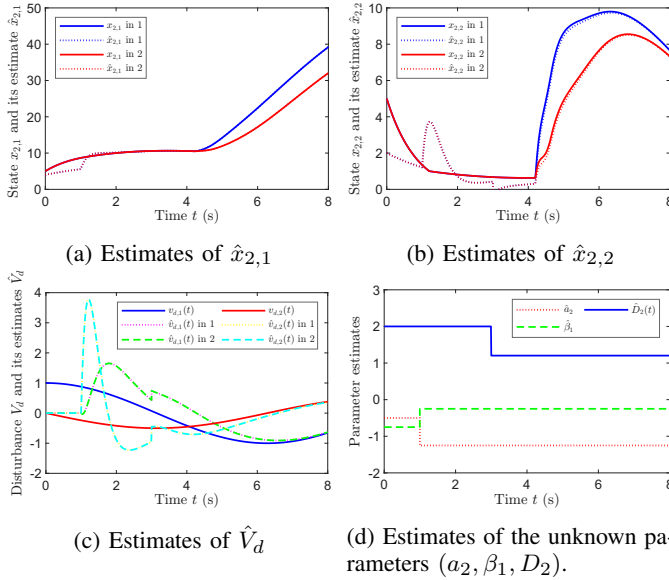 State x_{2,1} and its estimate x̂_{2,1}
50
40
30
20
10
0
x_{2,1} in 1
x̂_{2,1} in 1
x_{2,1} in 2
x̂_{2,1} in 2
0 2 4 6 8
Time t (s)
(a) Estimates of x̂_{2,1}
State x_{2,2} and its estimate x̂_{2,2}
10
8
6
4
2
0
x_{2,2} in 1
x̂_{2,2} in 1
x_{2,2} in 2
x̂_{2,2} in 2
0 2 4 6 8
Time t (s)
(b) Estimates of x̂_{2,2}
Disturbance V_d and its estimates V̂_d
4
3
2
1
0
-1
-2
v_{d,1}(t) v_{d,2}(t)
v̂_{d,1}(t) in 1 v̂_{d,2}(t) in 1
v̂_{d,1}(t) in 2 v̂_{d,2}(t) in 2
0 2 4 6 8
Time t (s)
(c) Estimates of V̂_d
Parameter estimates
3
2
1
0
-1
-2
â_2 D̂_2(t)
β̂_1
0 2 4 6 8
Time t (s)
(d) Estimates of the unknown pa-
rameters (a_2, β_1, D_2).